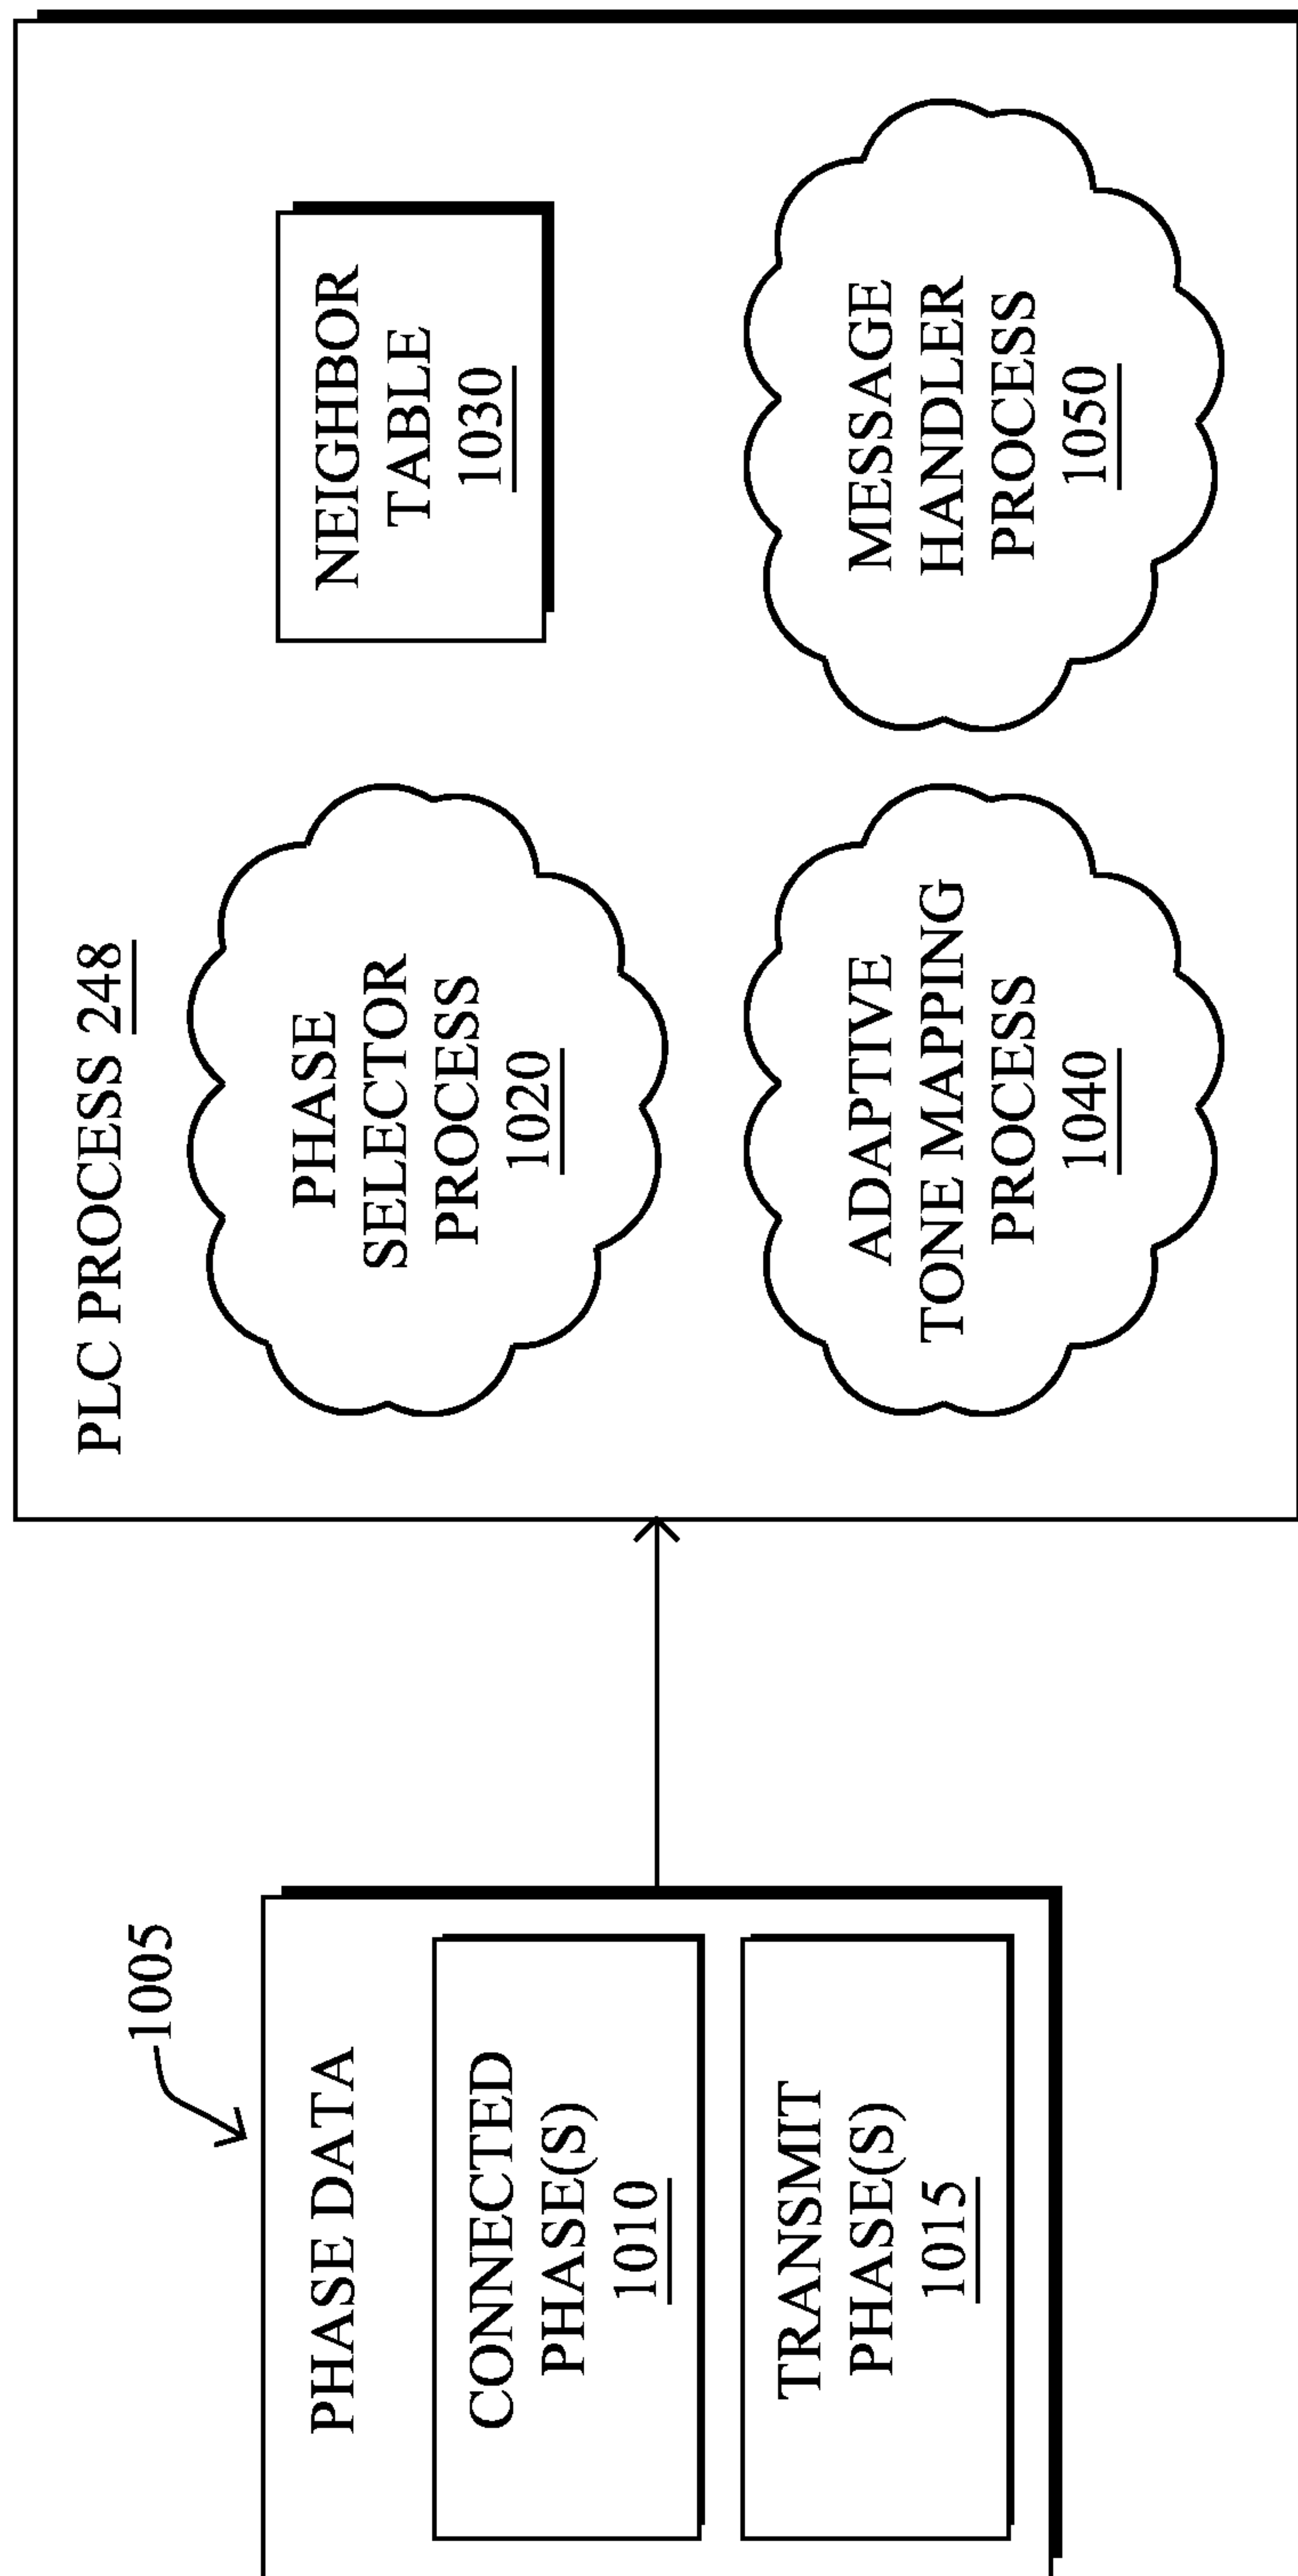 1005
PHASE DATA
CONNECTED
PHASE(S)
1010
TRANSMIT
PHASE(S)
1015
PLC PROCESS 248
PHASE
SELECTOR
PROCESS
1020
NEIGHBOR
TABLE
1030
ADAPTIVE
TONE MAPPING
PROCESS
1040
MESSAGE
HANDLER
PROCESS
1050